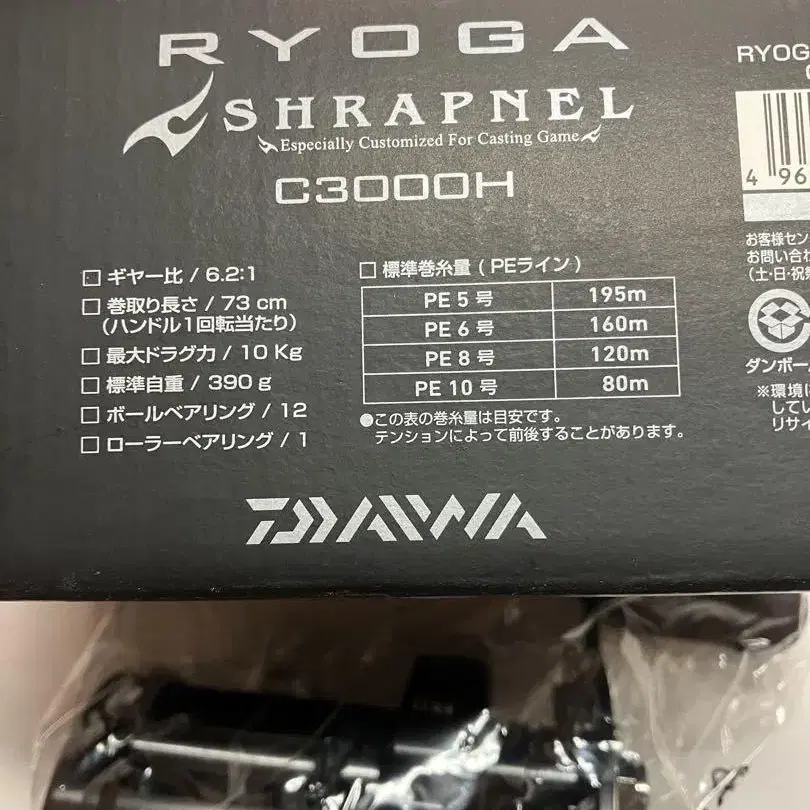 RYOGA
SHRAPNEL
Especially Customized For Casting Game
C3000H
□ ギヤー比 / 6.2:1
□ 巻取り長さ / 73 cm
(ハンドル1回転当たり)
□ 最大ドラグ力 / 10 Kg
□ 標準自重 / 390 g
□ ボールベアリング / 12
□ ローラーベアリング / 1
□ 標準巻糸量 ( PEライン )
PE 5 号 195m
PE 6 号 160m
PE 8 号 120m
PE 10 号 80m
●この表の巻糸量は目安です。
テンションによって前後することがあります。
DAIWA
RYOG
4 96
お客様セン
お問い合わ
(土・日・祝
ダンボー
※環境に
してい
リサイ